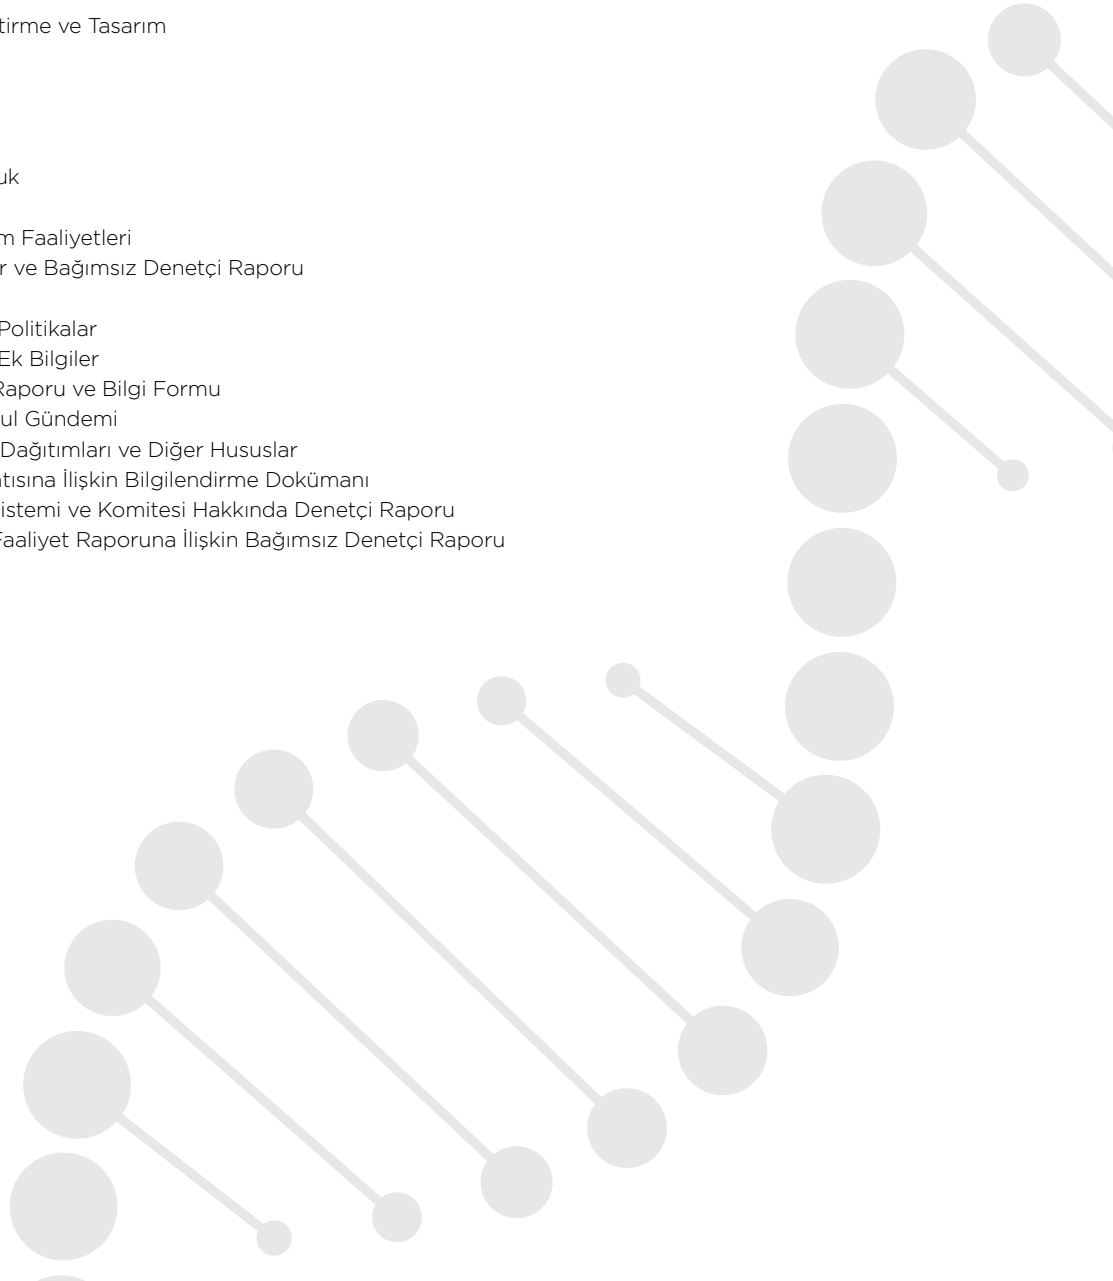 tirme ve Tasarım
uk
m Faaliyetleri
r ve Bağımsız Denetçi Raporu
Politikalar
Ek Bilgiler
Raporu ve Bilgi Formu
ul Gündemi
Dağıtımları ve Diğer Hususlar
atısına İlişkin Bilgilendirme Dokümanı
istemi ve Komitesi Hakkında Denetçi Raporu
Faaliyet Raporuna İlişkin Bağımsız Denetçi Raporu